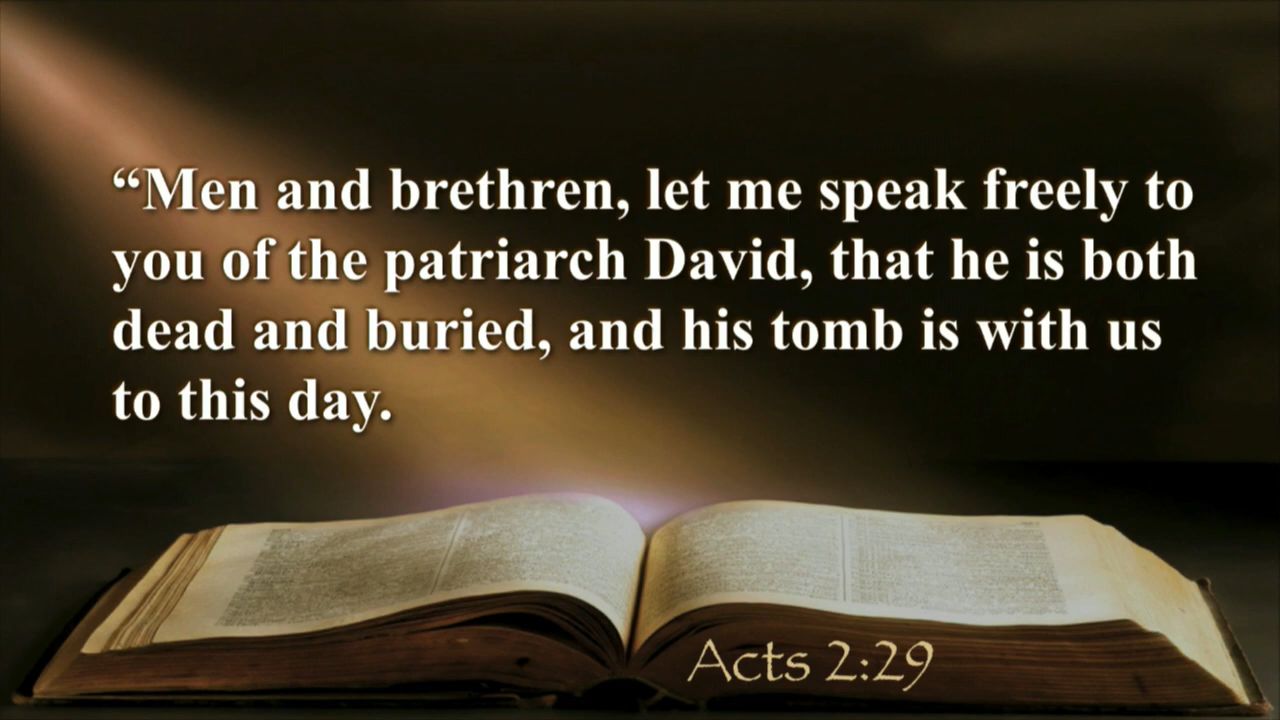 “Men and brethren, let me speak freely to
you of the patriarch David, that he is both
dead and buried, and his tomb is with us
to this day.
Acts 2:29